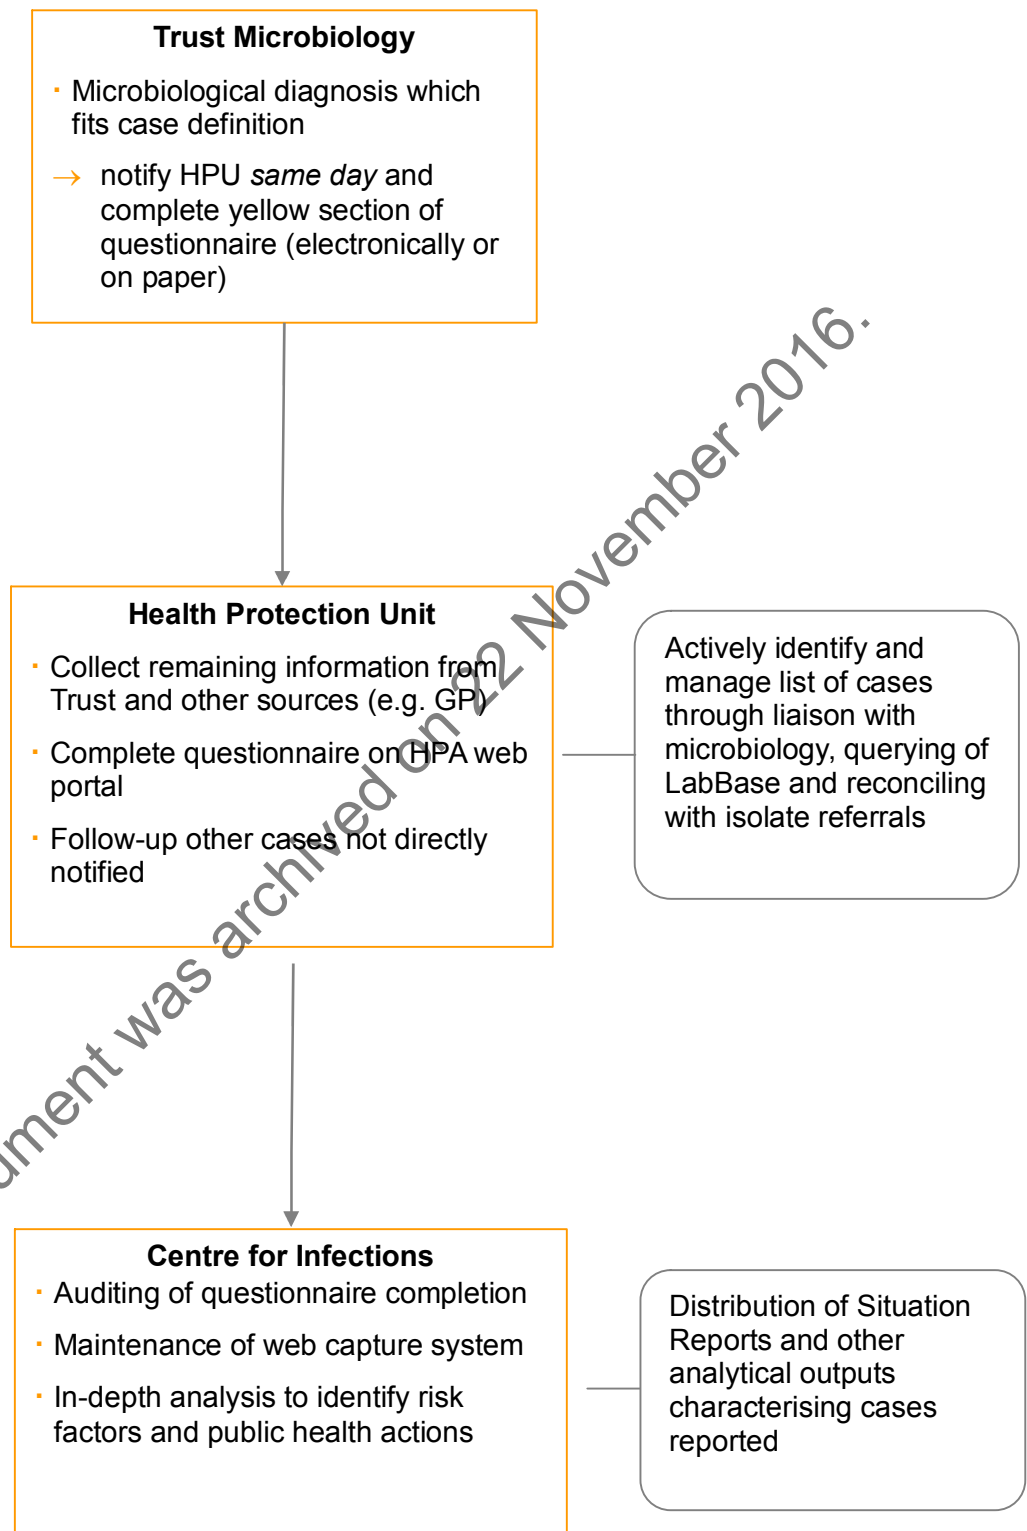 Trust Microbiology
· Microbiological diagnosis which
fits case definition
→ notify HPU same day and
complete yellow section of
questionnaire (electronically or
on paper)
Health Protection Unit
· Collect remaining information from
Trust and other sources (e.g. GP)
· Complete questionnaire on HPA web
portal
· Follow-up other cases not directly
notified
Actively identify and
manage list of cases
through liaison with
microbiology, querying of
LabBase and reconciling
with isolate referrals
Centre for Infections
· Auditing of questionnaire completion
· Maintenance of web capture system
· In-depth analysis to identify risk
factors and public health actions
Distribution of Situation
Reports and other
analytical outputs
characterising cases
reported
ument was archived on 22 November 2016.